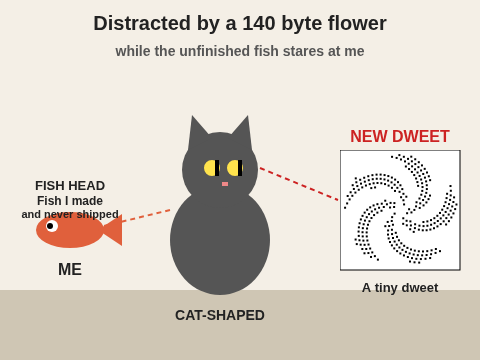 Distracted by a 140 byte flower
while the unfinished fish stares at me
NEW DWEET
FISH HEAD
Fish I made
and never shipped
ME
A tiny dweet
CAT-SHAPED